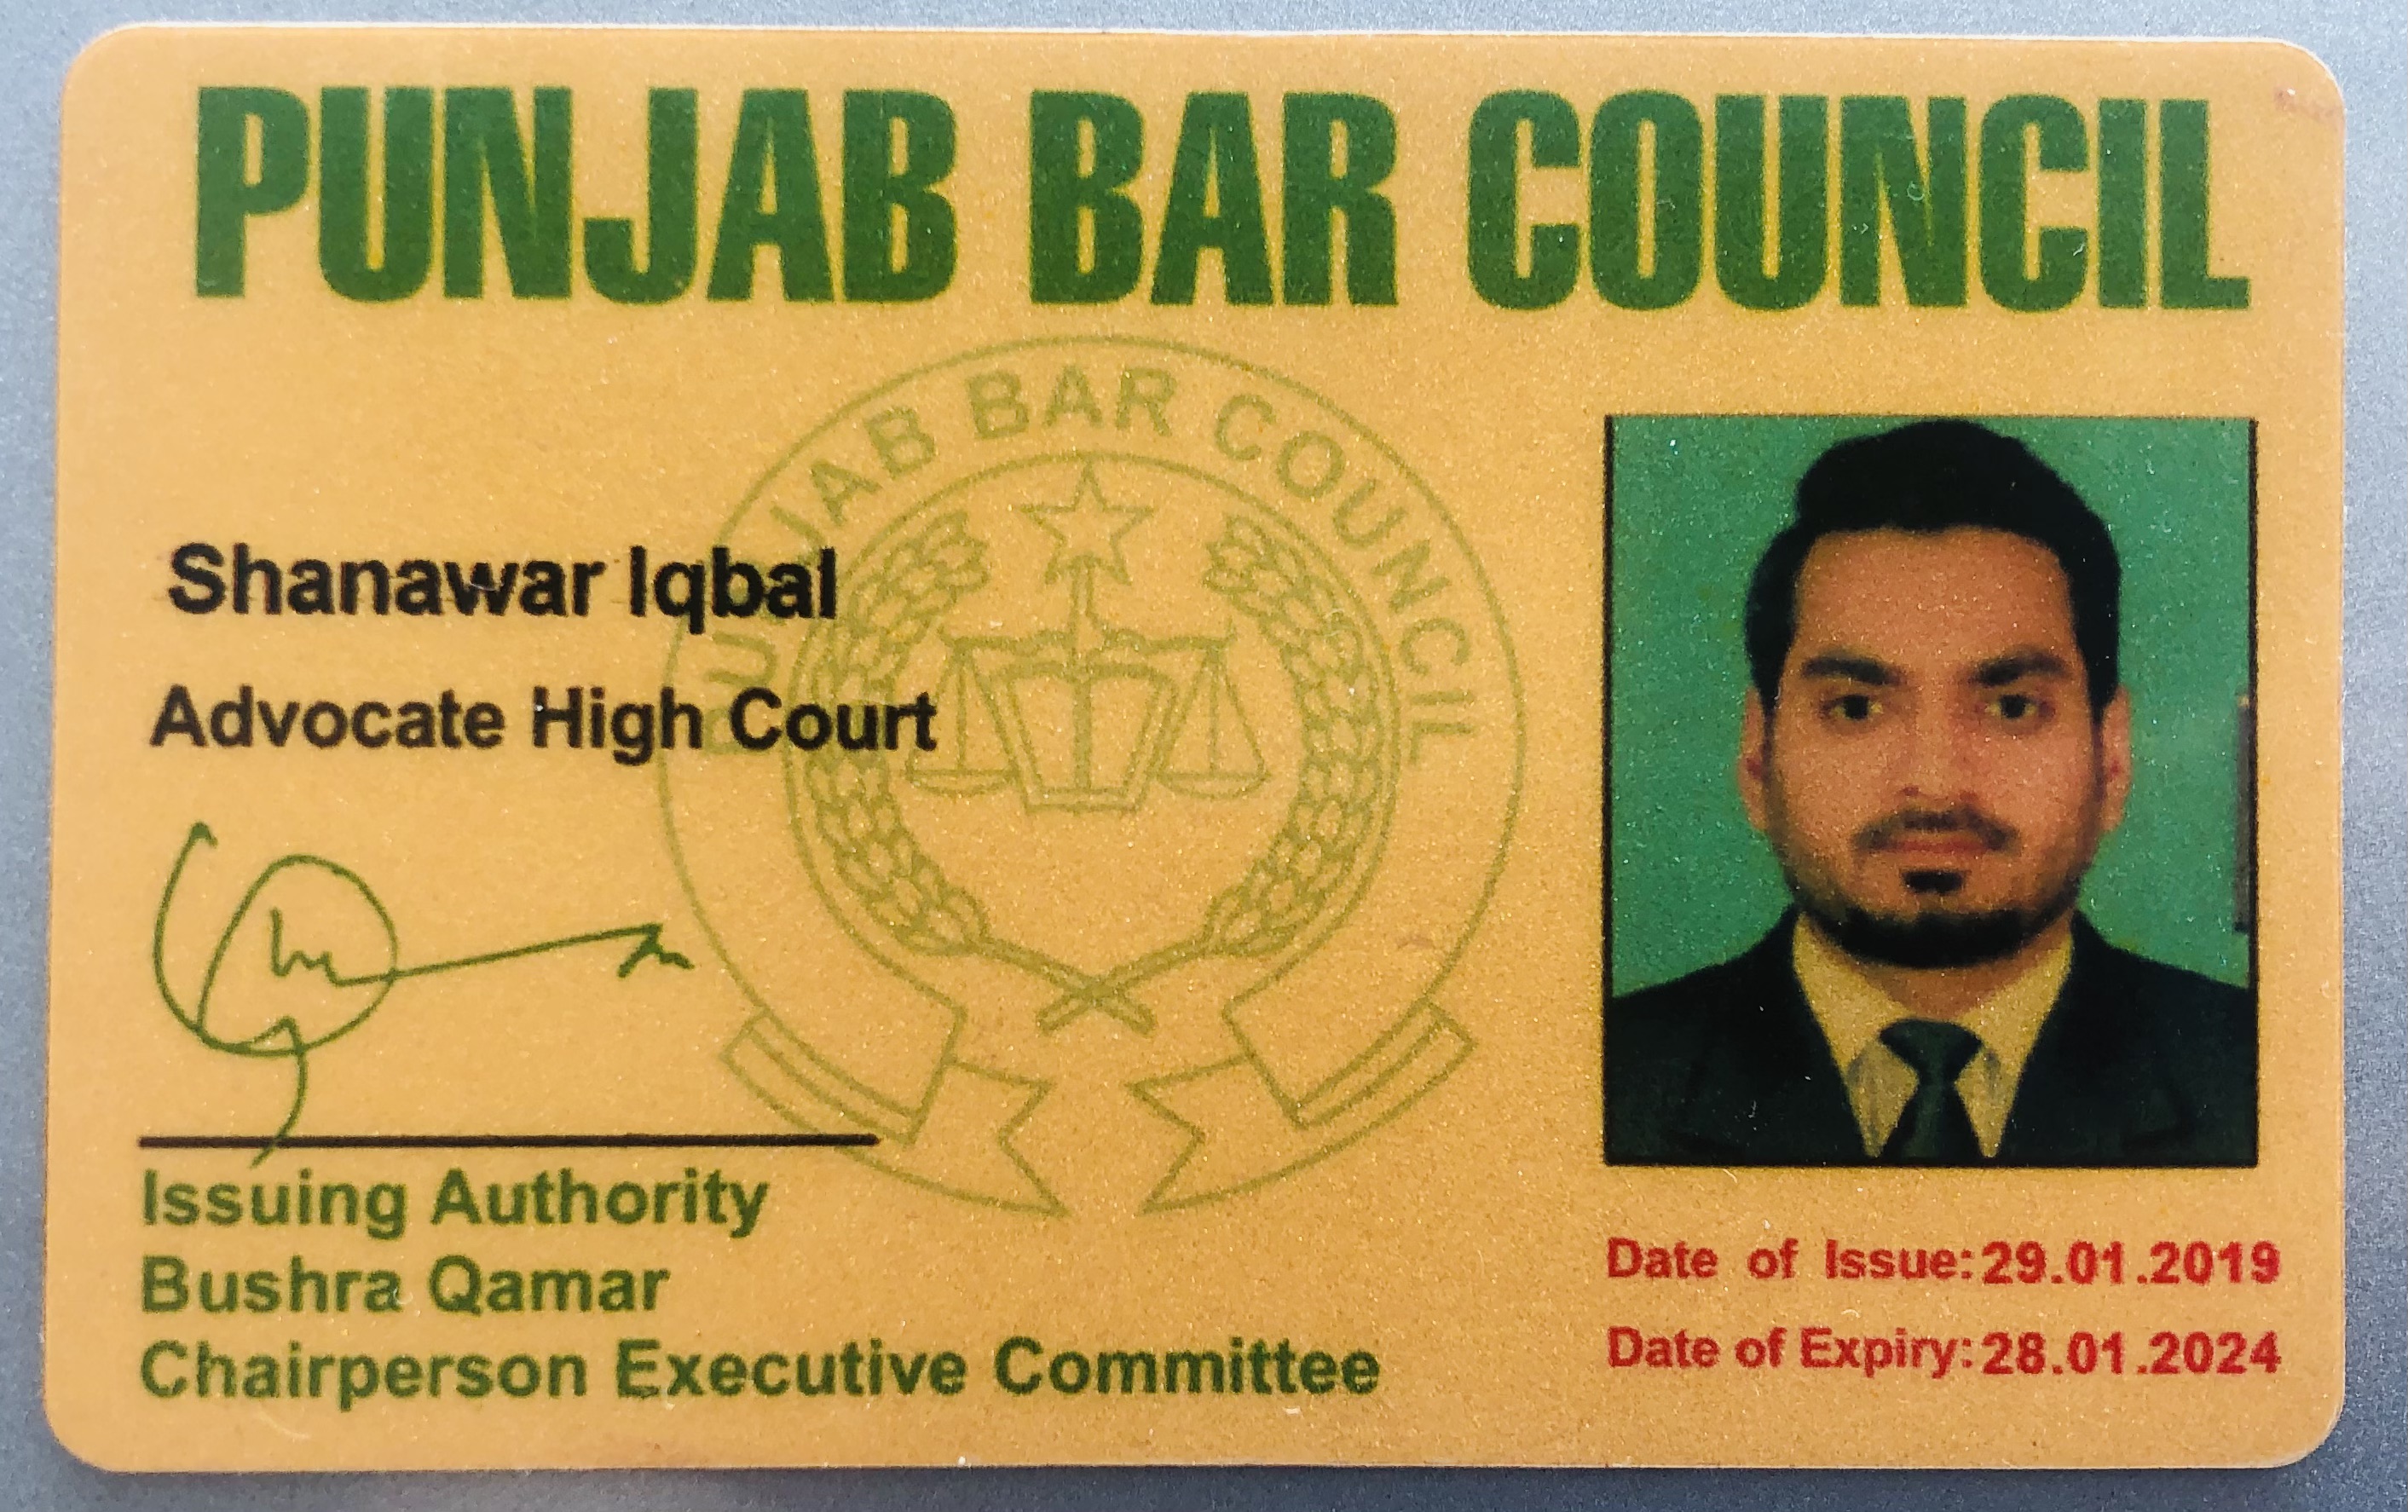 PUNJAB BAR COUNCIL
PUNJAB BAR COUNCIL
Shanawar Iqbal
Advocate High Court
Issuing Authority
Bushra Qamar
Chairperson Executive Committee
Date of Issue: 29.01.2019
Date of Expiry: 28.01.2024